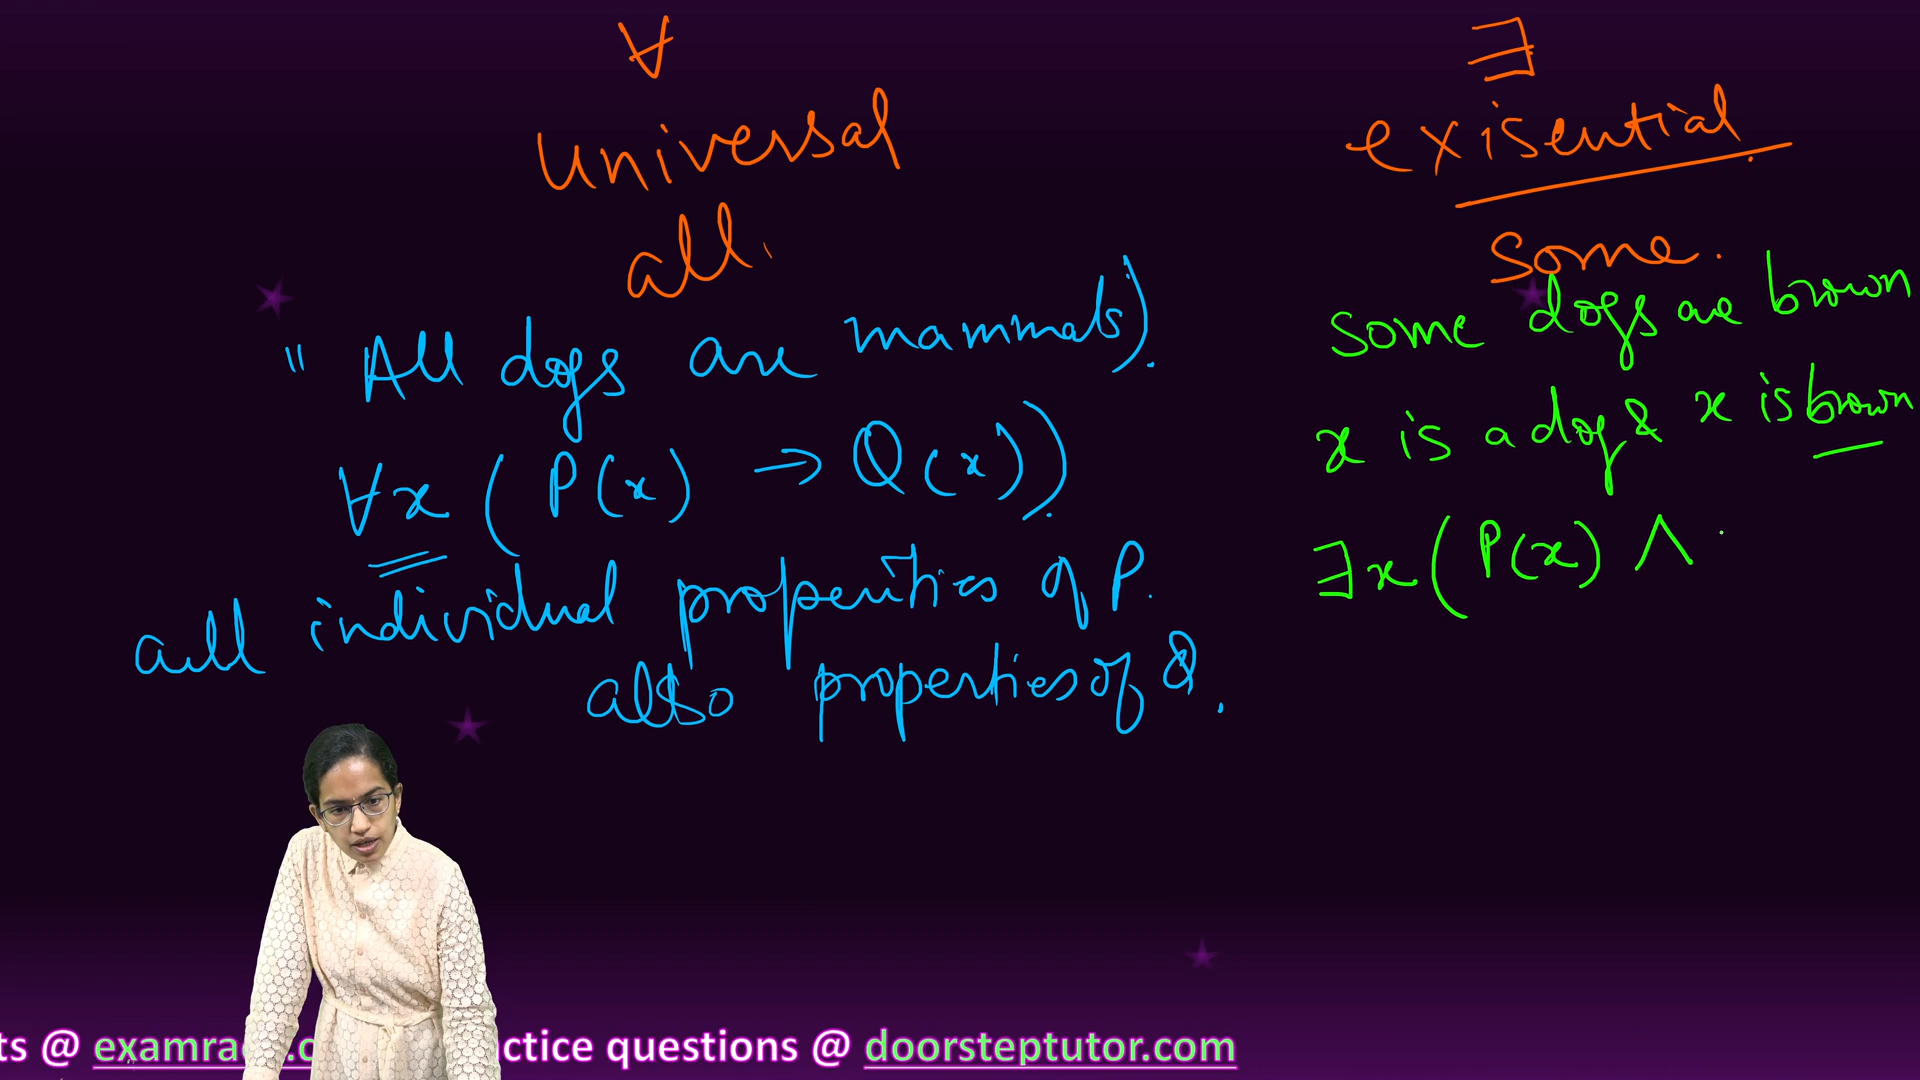 ∀
universal
all.
" All dogs are mammals).
∀x ( P(x) → Q(x)).
all individual properties of P.
also properties of Q.
∃
exisential
Some.
some dogs are brown
x is a dog & x is brown
∃x ( P(x) ∧ .
ts @ examra c ctice questions @ doorsteptutor.com